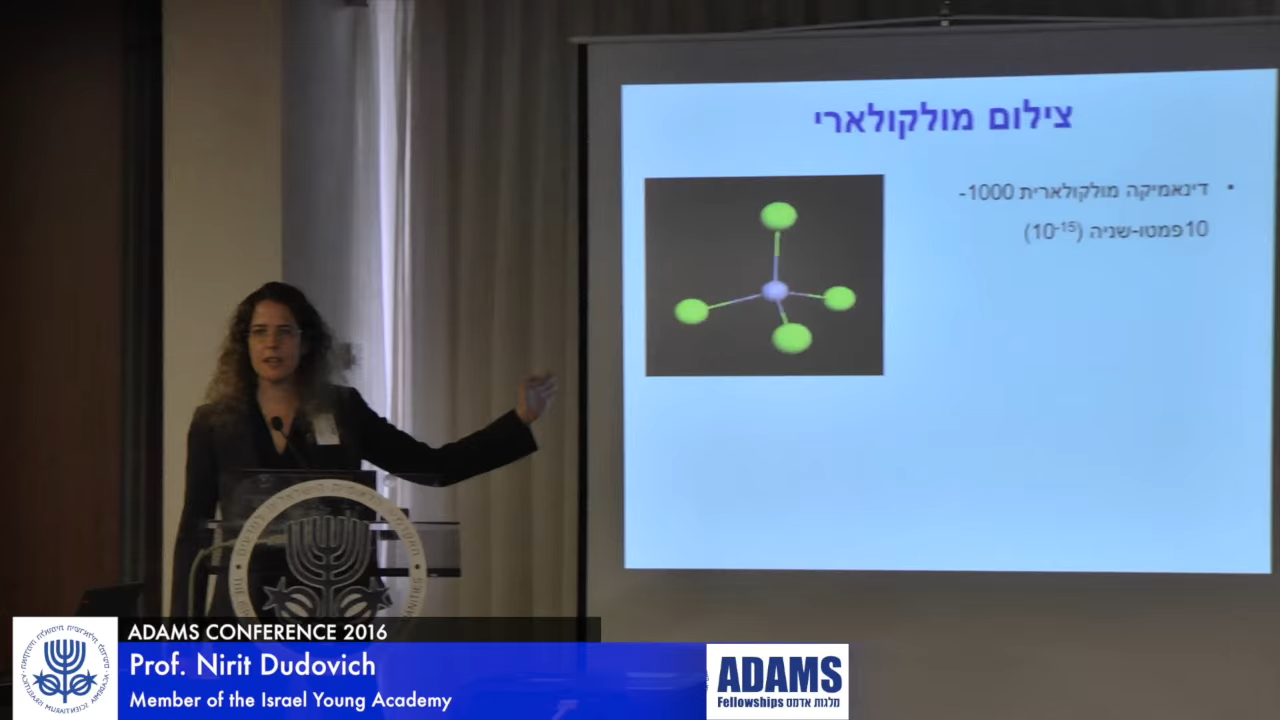 צילום מולקולארי
• דינאמיקה מולקולארית 1000-
10פמטו-שניה (10-15)
ADAMS CONFERENCE 2016
Prof. Nirit Dudovich
Member of the Israel Young Academy
ADAMS
Fellowships מלגות אדמס